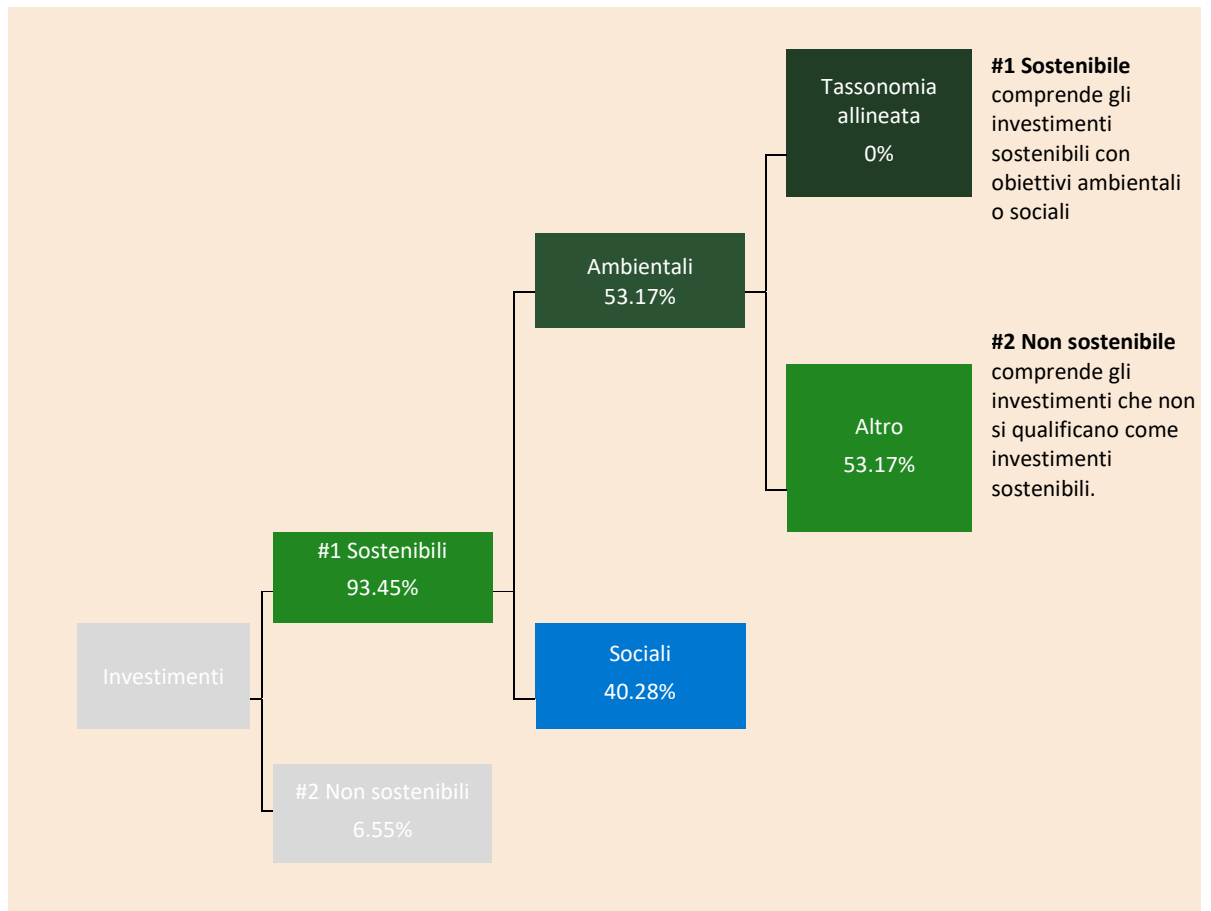 Tassonomia
allineata
0%
#1 Sostenibile
comprende gli
investimenti
sostenibili con
obiettivi ambientali
o sociali
Ambientali
53.17%
#2 Non sostenibile
comprende gli
investimenti che non
si qualificano come
investimenti
sostenibili.
Altro
53.17%
#1 Sostenibili
93.45%
Sociali
40.28%
Investimenti
#2 Non sostenibili
6.55%